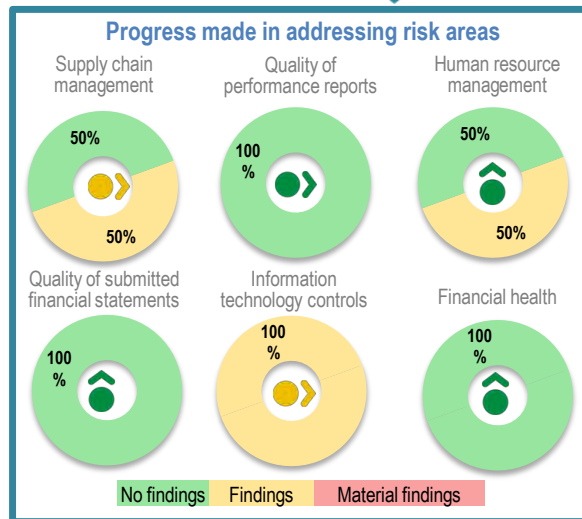 Progress made in addressing risk areas
Supply chain
management
50%
50%
Quality of
performance reports
100
%
Human resource
management
50%
50%
Quality of submitted
financial statements
100
%
Information
technology controls
100
%
Financial health
100
%
No findings
Findings
Material findings